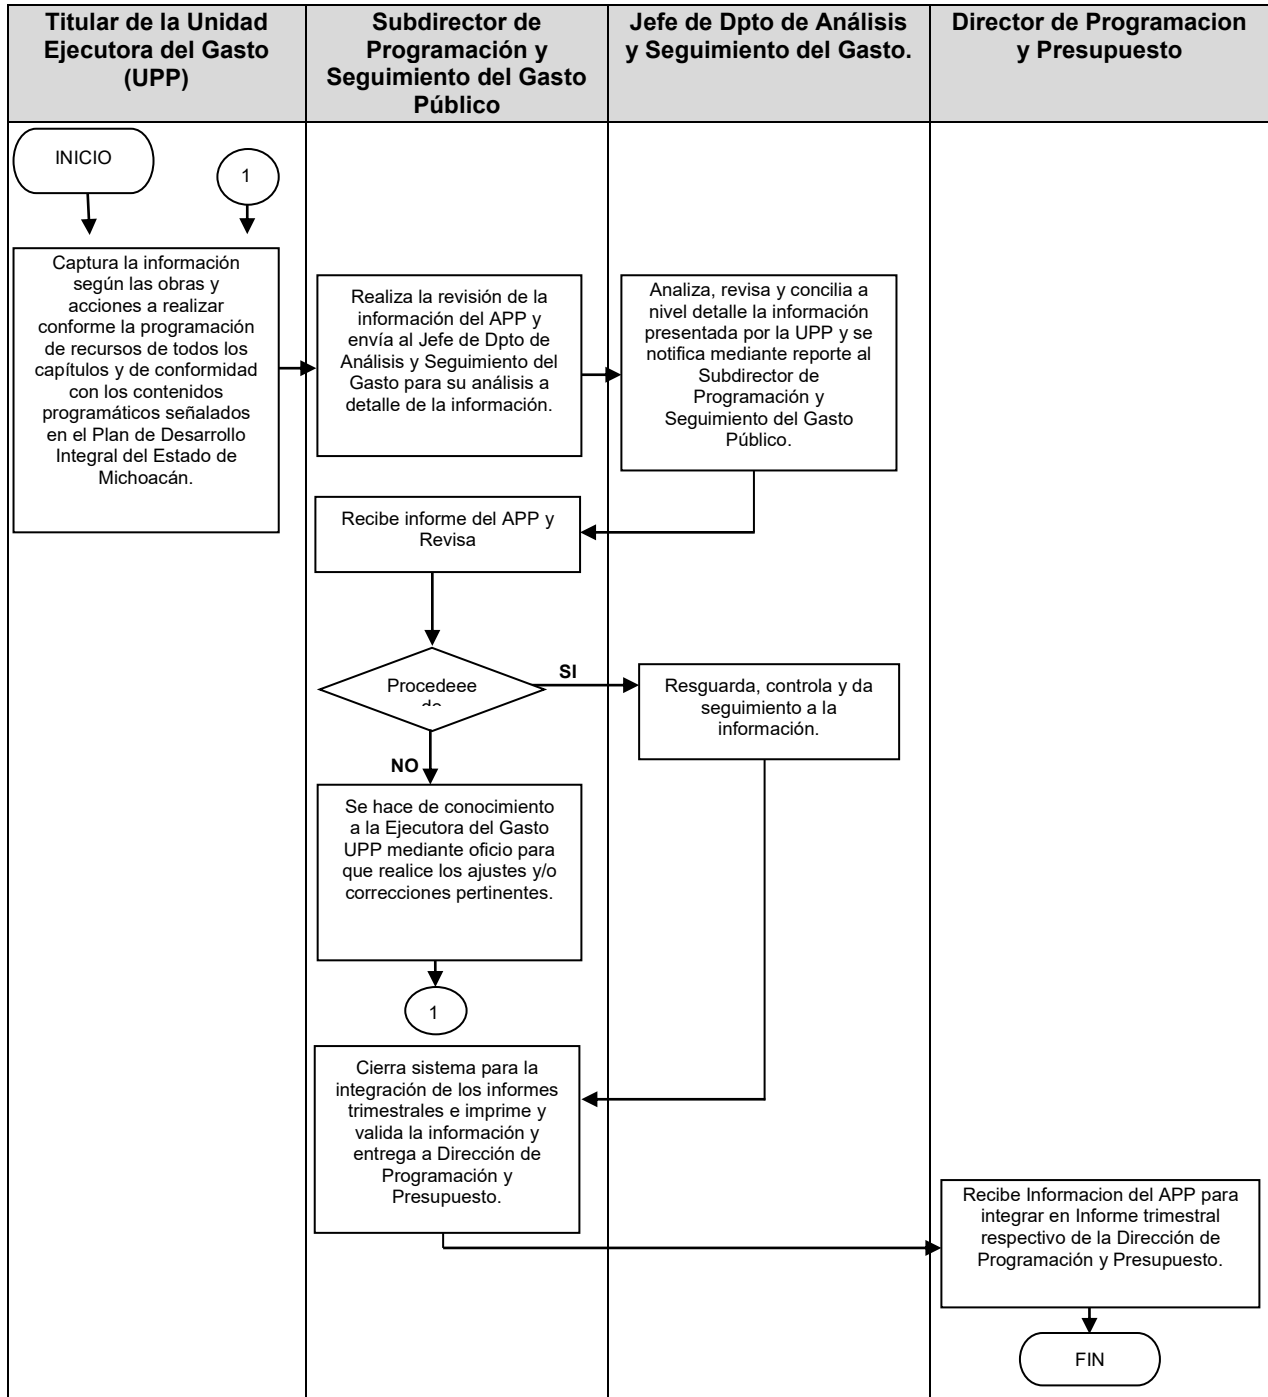 Titular de la Unidad
Ejecutora del Gasto
(UPP)
Subdirector de
Programación y
Seguimiento del Gasto
Público
Jefe de Dpto de Análisis
y Seguimiento del Gasto.
Director de Programacion
y Presupuesto
INICIO
1
Captura la información
según las obras y
acciones a realizar
conforme la programación
de recursos de todos los
capítulos y de conformidad
con los contenidos
programáticos señalados
en el Plan de Desarrollo
Integral del Estado de
Michoacán.
Realiza la revisión de la
información del APP y
envía al Jefe de Dpto de
Análisis y Seguimiento del
Gasto para su análisis a
detalle de la información.
Analiza, revisa y concilia a
nivel detalle la información
presentada por la UPP y se
notifica mediante reporte al
Subdirector de
Programación y
Seguimiento del Gasto
Público.
Recibe informe del APP y
Revisa
Procedeee
SI
Resguarda, controla y da
seguimiento a la
información.
NO
Se hace de conocimiento
a la Ejecutora del Gasto
UPP mediante oficio para
que realice los ajustes y/o
correcciones pertinentes.
1
Cierra sistema para la
integración de los informes
trimestrales e imprime y
valida la información y
entrega a Dirección de
Programación y
Presupuesto.
Recibe Informacion del APP para
integrar en Informe trimestral
respectivo de la Dirección de
Programación y Presupuesto.
FIN